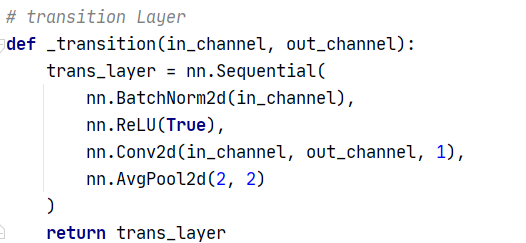 # transition Layer
def _transition(in_channel, out_channel):
    trans_layer = nn.Sequential(
        nn.BatchNorm2d(in_channel),
        nn.ReLU(True),
        nn.Conv2d(in_channel, out_channel, 1),
        nn.AvgPool2d(2, 2)
    )
    return trans_layer